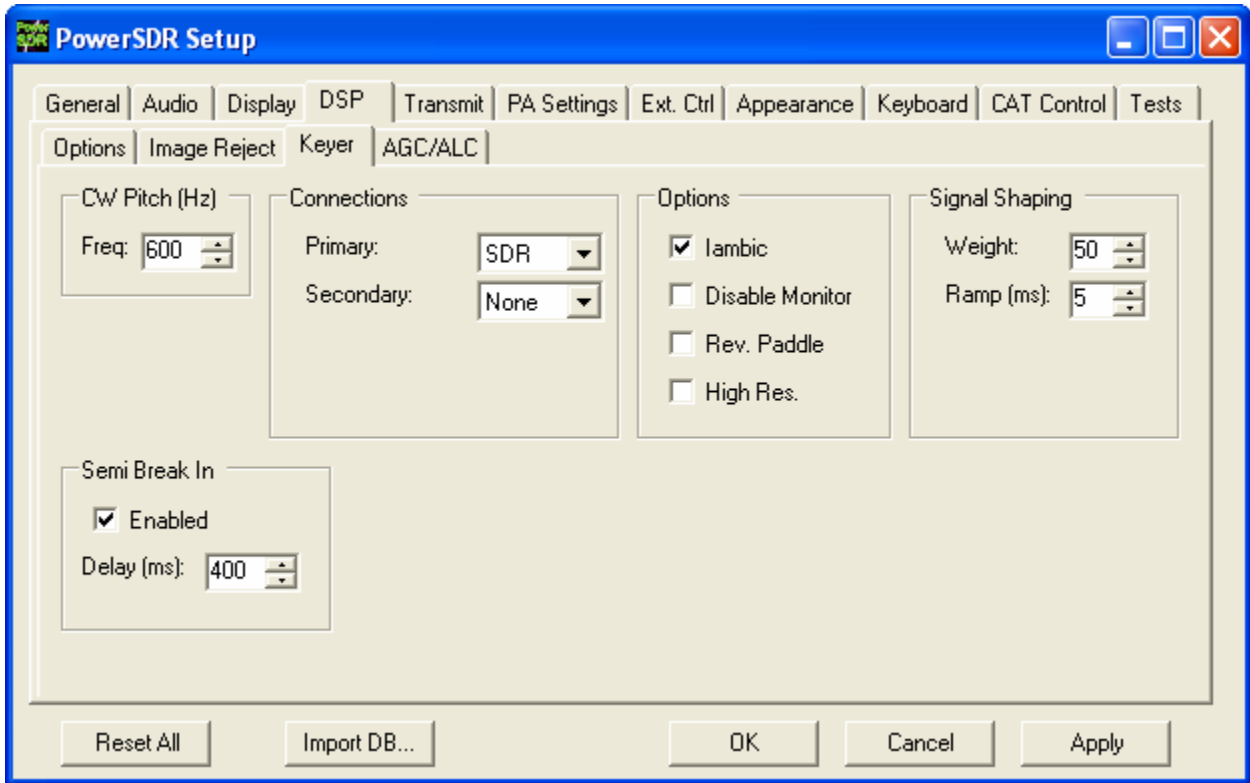 Power SDR PowerSDR Setup
General Audio Display DSP Transmit PA Settings Ext. Ctrl Appearance Keyboard CAT Control Tests
Options Image Reject Keyer AGC/ALC
CW Pitch (Hz)
Freq: 600
Connections
Primary: SDR
Secondary: None
Options
Iambic
Disable Monitor
Rev. Paddle
High Res.
Signal Shaping
Weight: 50
Ramp (ms): 5
Semi Break In
Enabled
Delay (ms): 400
Reset All Import DB... OK Cancel Apply